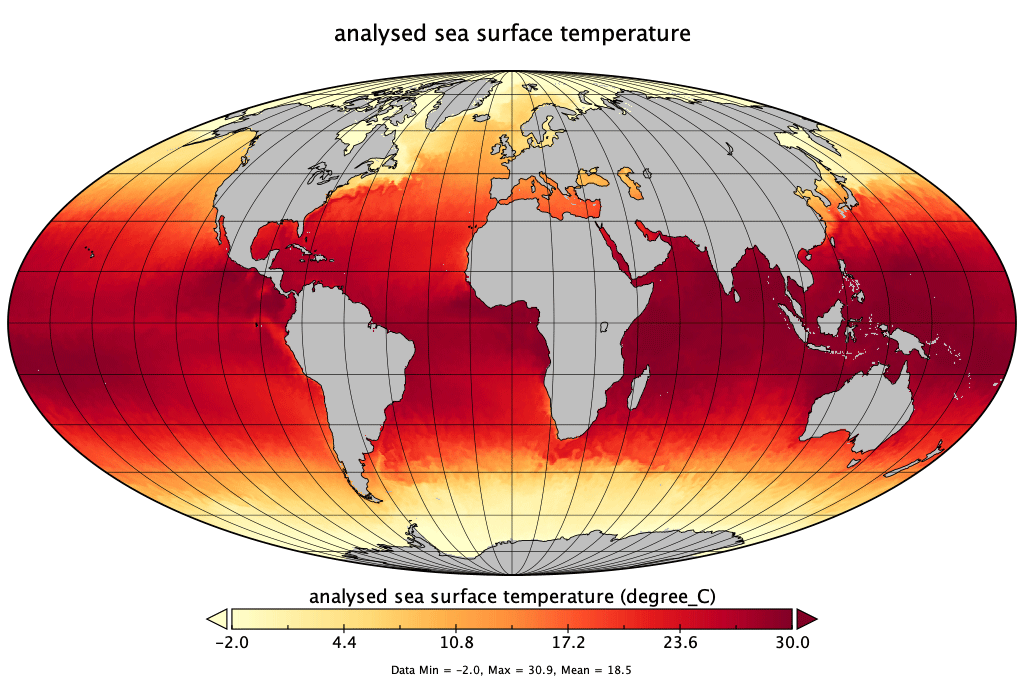 analysed sea surface temperature
analysed sea surface temperature (degree_C)
−2.0 4.4 10.8 17.2 23.6 30.0
Data Min = −2.0, Max = 30.9, Mean = 18.5